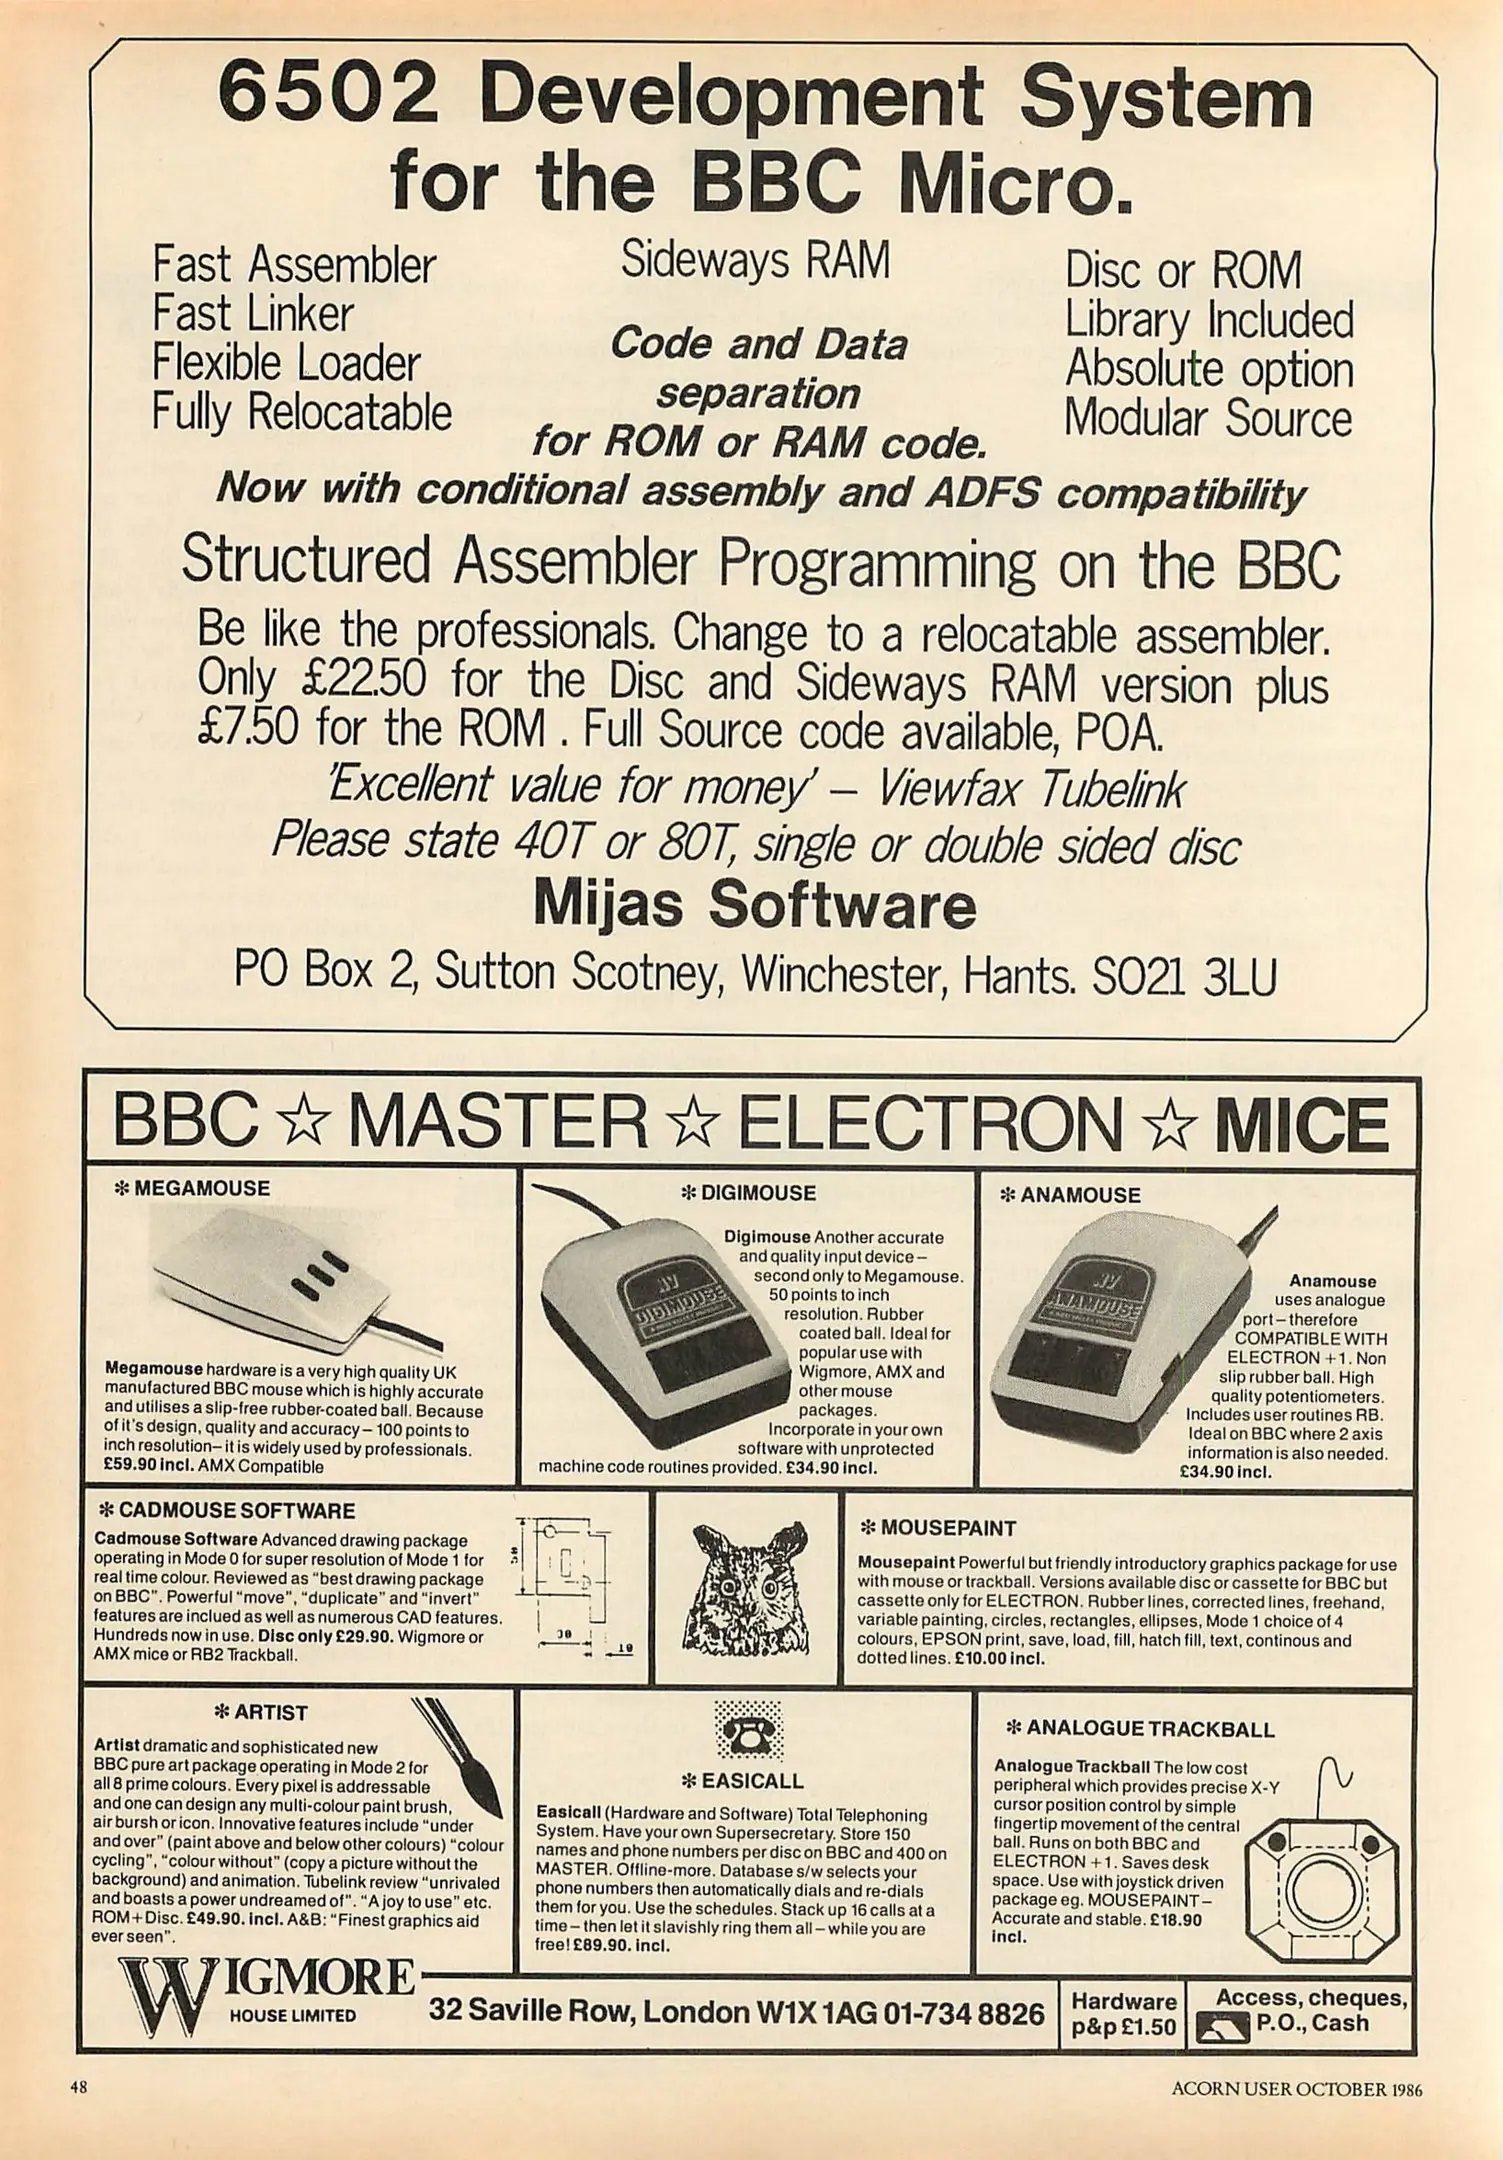 6502 Development System
for the BBC Micro.
Fast Assembler
Fast Linker
Flexible Loader
Fully Relocatable
Sideways RAM
Code and Data
separation
for ROM or RAM code.
Disc or ROM
Library Included
Absolute option
Modular Source
Now with conditional assembly and ADFS compatibility
Structured Assembler Programming on the BBC
Be like the professionals. Change to a relocatable assembler.
Only £22.50 for the Disc and Sideways RAM version plus
£7.50 for the ROM . Full Source code available, POA.
'Excellent value for money' – Viewfax Tubelink
Please state 40T or 80T, single or double sided disc
Mijas Software
PO Box 2, Sutton Scotney, Winchester, Hants. SO21 3LU
BBC ☆ MASTER ☆ ELECTRON ☆ MICE
✻ MEGAMOUSE
Megamouse hardware is a very high quality UK
manufactured BBC mouse which is highly accurate
and utilises a slip-free rubber-coated ball. Because
of it's design, quality and accuracy – 100 points to
inch resolution – it is widely used by professionals.
£59.90 incl. AMX Compatible
✻ DIGIMOUSE
DIGIMOUSE
Digimouse Another accurate
and quality input device –
second only to Megamouse.
50 points to inch
resolution. Rubber
coated ball. Ideal for
popular use with
Wigmore, AMX and
other mouse
packages.
Incorporate in your own
software with unprotected
machine code routines provided. £34.90 incl.
✻ ANAMOUSE
ANAMOUSE
Anamouse
uses analogue
port – therefore
COMPATIBLE WITH
ELECTRON +1. Non
slip rubber ball. High
quality potentiometers.
Includes user routines RB.
Ideal on BBC where 2 axis
information is also needed.
£34.90 incl.
✻ CADMOUSE SOFTWARE
Cadmouse Software Advanced drawing package
operating in Mode 0 for super resolution of Mode 1 for
real time colour. Reviewed as "best drawing package
on BBC". Powerful "move", "duplicate" and "invert"
features are inclued as well as numerous CAD features.
Hundreds now in use. Disc only £29.90. Wigmore or
AMX mice or RB2 Trackball.
50
30
10
✻ MOUSEPAINT
Mousepaint Powerful but friendly introductory graphics package for use
with mouse or trackball. Versions available disc or cassette for BBC but
cassette only for ELECTRON. Rubber lines, corrected lines, freehand,
variable painting, circles, rectangles, ellipses, Mode 1 choice of 4
colours, EPSON print, save, load, fill, hatch fill, text, continous and
dotted lines. £10.00 incl.
✻ ARTIST
Artist dramatic and sophisticated new
BBC pure art package operating in Mode 2 for
all 8 prime colours. Every pixel is addressable
and one can design any multi-colour paint brush,
air bursh or icon. Innovative features include "under
and over" (paint above and below other colours) "colour
cycling", "colour without" (copy a picture without the
background) and animation. Tubelink review "unrivaled
and boasts a power undreamed of". "A joy to use" etc.
ROM + Disc. £49.90. incl. A&B: "Finest graphics aid
ever seen".
✻ EASICALL
Easicall (Hardware and Software) Total Telephoning
System. Have your own Supersecretary. Store 150
names and phone numbers per disc on BBC and 400 on
MASTER. Offline-more. Database s/w selects your
phone numbers then automatically dials and re-dials
them for you. Use the schedules. Stack up 16 calls at a
time – then let it slavishly ring them all – while you are
free! £89.90. incl.
✻ ANALOGUE TRACKBALL
Analogue Trackball The low cost
peripheral which provides precise X-Y
cursor position control by simple
fingertip movement of the central
ball. Runs on both BBC and
ELECTRON +1. Saves desk
space. Use with joystick driven
package eg. MOUSEPAINT –
Accurate and stable. £18.90
incl.
WIGMORE
HOUSE LIMITED
32 Saville Row, London W1X 1AG 01-734 8826
Hardware
p&p £1.50
Access, cheques,
P.O., Cash
48
ACORN USER OCTOBER 1986